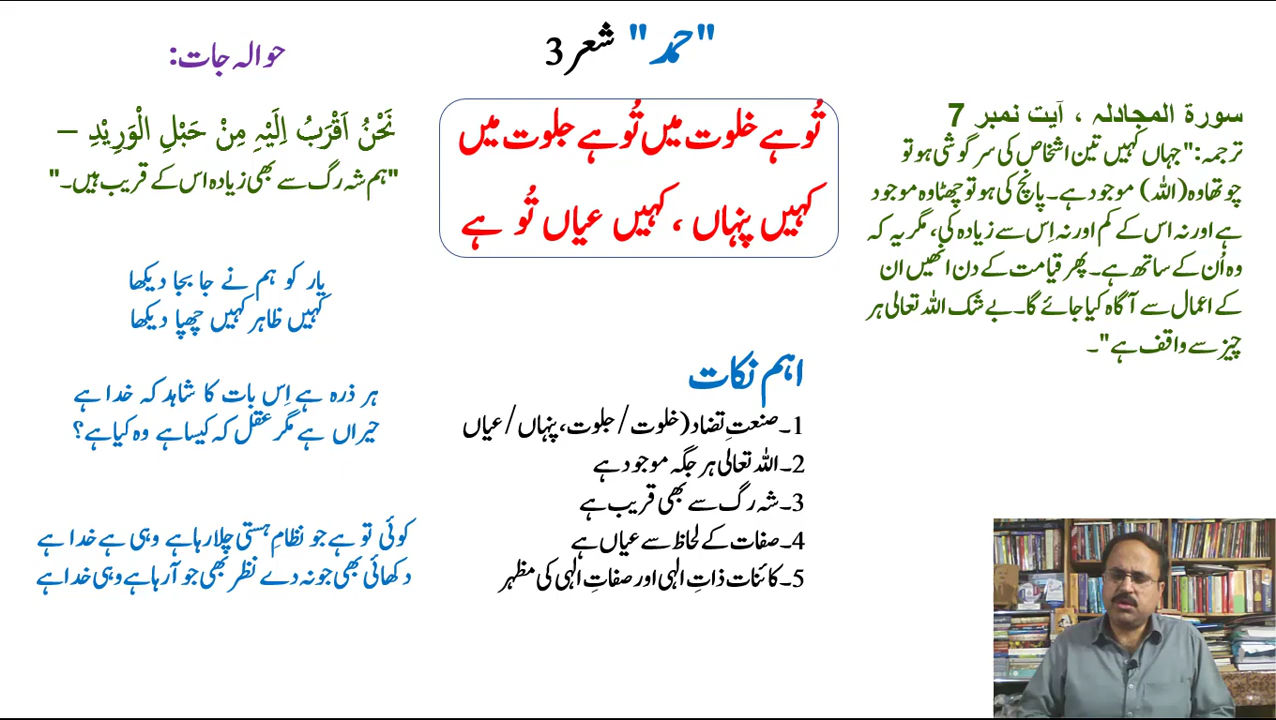 "حمد" شعر 3
تُو ہے خلوت میں تُو ہے جلوت میں
کہیں پنہاں ، کہیں عیاں تُو ہے
سورۃ المجادلہ ، آیت نمبر 7
ترجمہ:"جہاں کہیں تین اشخاص کی سرگوشی ہو تو
چوتھا وہ (اللہ) موجود ہے۔ پانچ کی ہو تو چھٹا وہ موجود
ہے اور نہ اس کے کم اور نہ اِس سے زیادہ کی، مگر یہ کہ
وہ اُن کے ساتھ ہے۔ پھر قیامت کے دن انھیں ان
کے اعمال سے آگاہ کیا جائے گا۔ بے شک اللہ تعالی ہر
چیز سے واقف ہے"۔
اہم نکات
1۔صنعتِ تضاد(خلوت/جلوت، پنہاں/عیاں
2۔اللہ تعالی ہر جگہ موجود ہے
3۔شہ رگ سے بھی قریب ہے
4۔صفات کے لحاظ سے عیاں ہے
5۔کائنات ذاتِ الٰہی اور صفاتِ الٰہی کی مظہر
حوالہ جات:
نَحْنُ اَقْرَبُ اِلَیْہِ مِنْ حَبْلِ الْوَرِیْدِ –
"ہم شہ رگ سے بھی زیادہ اس کے قریب ہیں۔"
یار کو ہم نے جا بجا دیکھا
کہیں ظاہر کہیں چھپا دیکھا
ہر ذرہ ہے اِس بات کا شاہد کہ خدا ہے
حیراں ہے مگر عقل کہ کیسا ہے وہ کیا ہے؟
کوئی تو ہے جو نظامِ ہستی چلا رہا ہے وہی ہے خدا ہے
دکھائی بھی جو نہ دے نظر بھی جو آرہا ہے وہی خدا ہے